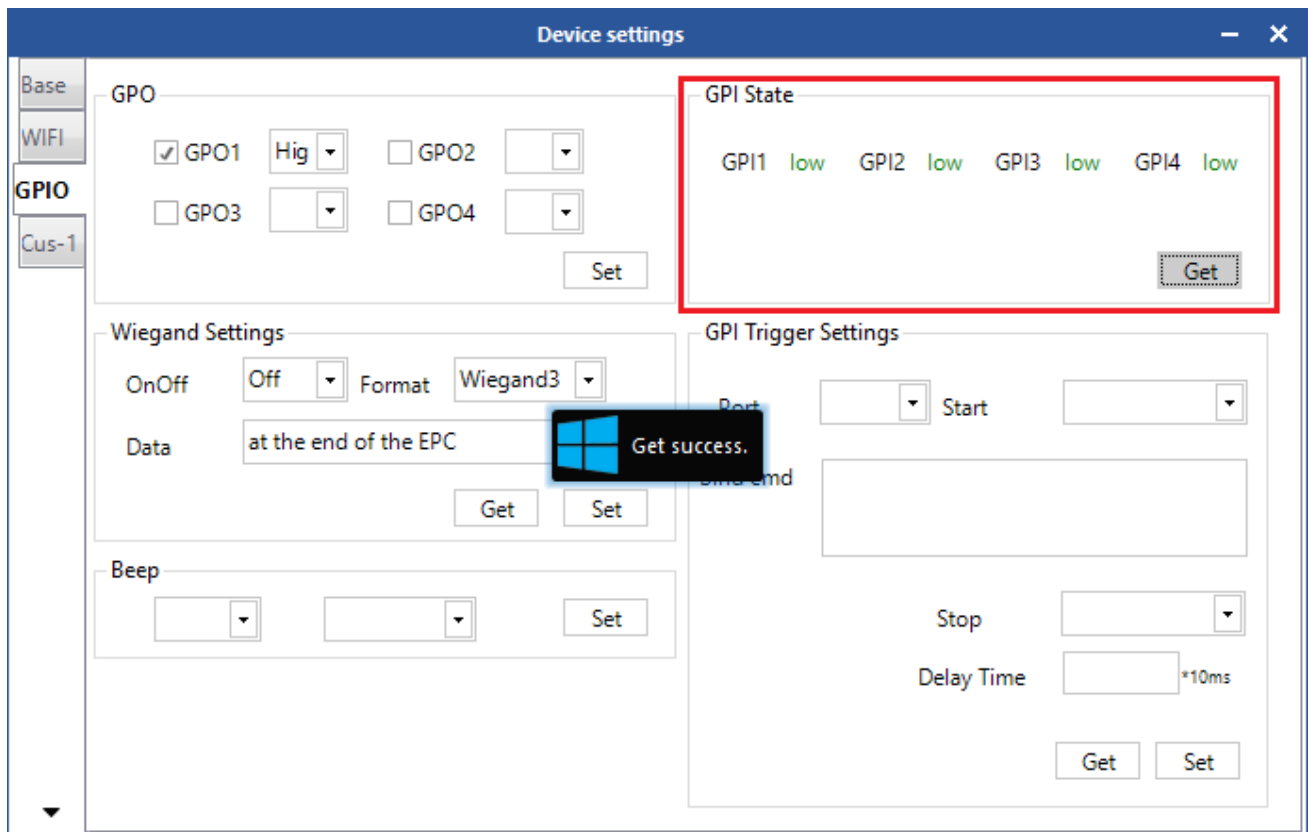 Device settings
Base
WIFI
GPIO
Cus-1
GPO
GPO1 Hig GPO2
GPO3 GPO4
Set
GPI State
GPI1 low GPI2 low GPI3 low GPI4 low
Get
Wiegand Settings
OnOff Off Format Wiegand3
Data at the end of the EPC
Get Set
Get success.
Beep
Set
GPI Trigger Settings
Port Start
cmd
Stop
Delay Time *10ms
Get Set